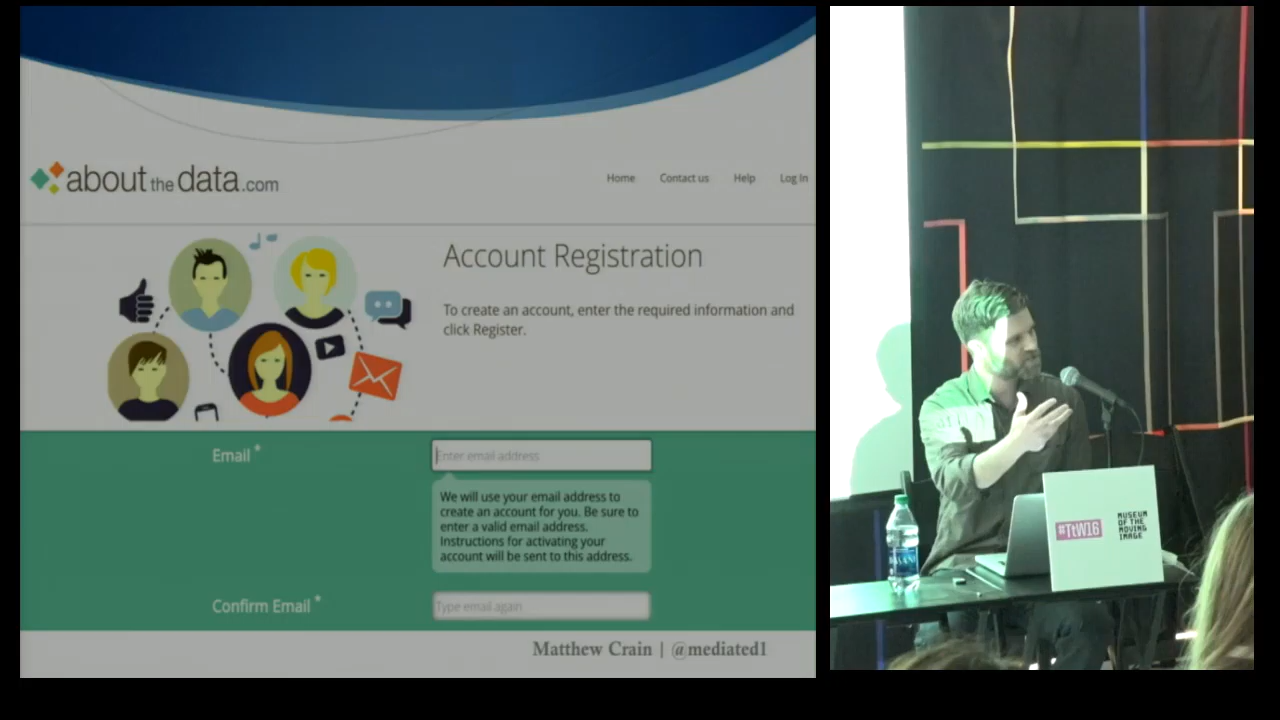 about the data.com
Home Contact us Help Log In
Account Registration
To create an account, enter the required information and
click Register.
Email *
Enter email address
We will use your email address to
create an account for you. Be sure to
enter a valid email address.
Instructions for activating your
account will be sent to this address.
Confirm Email *
Type email again
Matthew Crain | @mediated1
#TtW16
MUSEUM
OF THE
MOVING
IMAGE